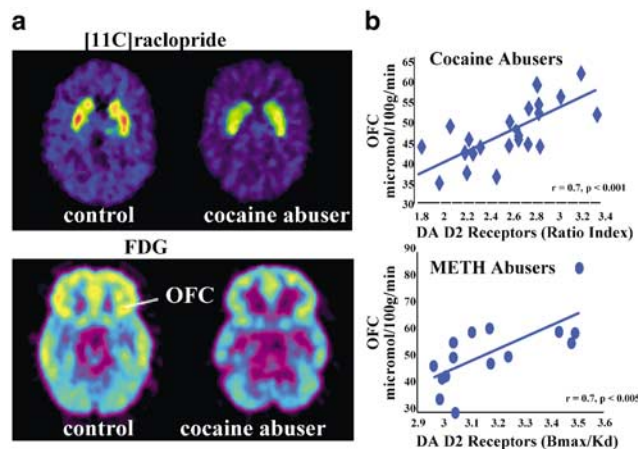 a
[11C]raclopride
control
cocaine abuser
FDG
OFC
control
cocaine abuser
b
Cocaine Abusers
OFC
micromol/100g/min
65
60
55
50
45
40
35
30
r = 0.7, p < 0.001
1.8 2 2.2 2.4 2.6 2.8 3 3.2 3.4
DA D2 Receptors (Ratio Index)
METH Abusers
OFC
micromol/100g/min
90
80
70
60
50
40
30
r = 0.7, p < 0.005
2.9 3 3.1 3.2 3.3 3.4 3.5 3.6
DA D2 Receptors (Bmax/Kd)